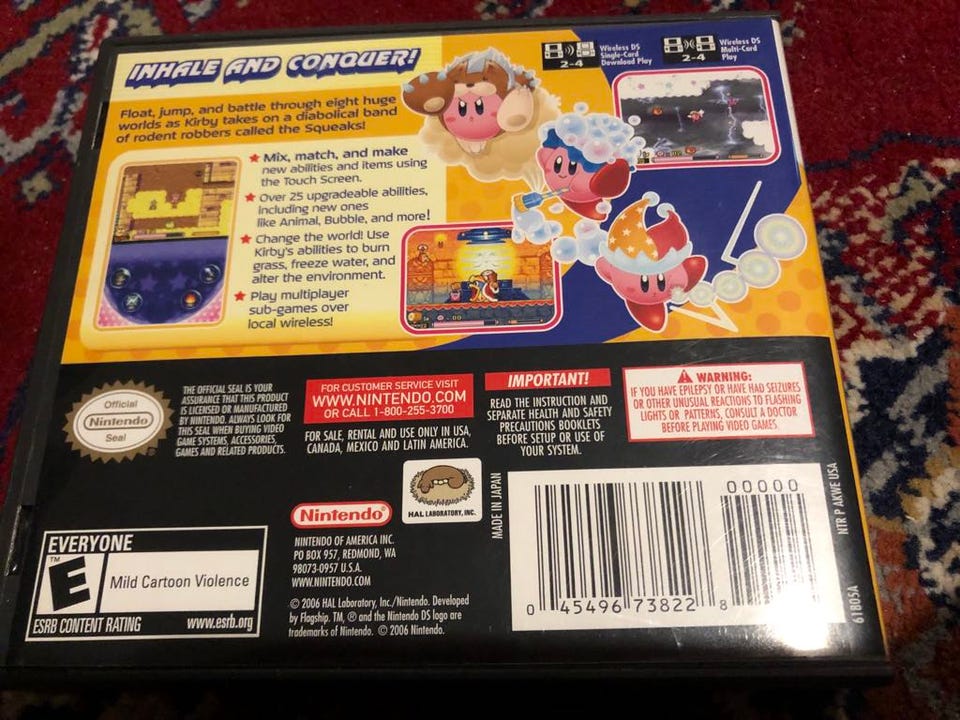 INHALE AND CONQUER!
Float, jump, and battle through eight huge
worlds as Kirby takes on a diabolical band
of rodent robbers called the Squeaks!
★ Mix, match, and make
new abilities and items using
the Touch Screen.
★ Over 25 upgradeable abilities,
including new ones
like Animal, Bubble, and more!
★ Change the world! Use
Kirby's abilities to burn
grass, freeze water, and
alter the environment.
★ Play multiplayer
sub-games over
local wireless!
2-4
Wireless DS
Single-Card
Download Play
2-4
Wireless DS
Multi-Card
Play
Official
Nintendo
Seal
THE OFFICIAL SEAL IS YOUR
ASSURANCE THAT THIS PRODUCT
IS LICENSED OR MANUFACTURED
BY NINTENDO. ALWAYS LOOK FOR
THIS SEAL WHEN BUYING VIDEO
GAME SYSTEMS, ACCESSORIES,
GAMES AND RELATED PRODUCTS.
FOR CUSTOMER SERVICE VISIT
WWW.NINTENDO.COM
OR CALL 1-800-255-3700
FOR SALE, RENTAL AND USE ONLY IN USA,
CANADA, MEXICO AND LATIN AMERICA.
IMPORTANT!
READ THE INSTRUCTION AND
SEPARATE HEALTH AND SAFETY
PRECAUTIONS BOOKLETS
BEFORE SETUP OR USE OF
YOUR SYSTEM.
WARNING:
IF YOU HAVE EPILEPSY OR HAVE HAD SEIZURES
OR OTHER UNUSUAL REACTIONS TO FLASHING
LIGHTS OR PATTERNS, CONSULT A DOCTOR
BEFORE PLAYING VIDEO GAMES.
EVERYONE
E
TM
Mild Cartoon Violence
ESRB CONTENT RATING www.esrb.org
Nintendo®
NINTENDO OF AMERICA INC.
PO BOX 957, REDMOND, WA
98073-0957 U.S.A.
WWW.NINTENDO.COM
© 2006 HAL Laboratory, Inc./Nintendo. Developed
by Flagship. TM, ® and the Nintendo DS logo are
trademarks of Nintendo. © 2006 Nintendo.
HAL LABORATORY, INC.
MADE IN JAPAN
00000
0 45496 73822 8
NTR P AKWE USA
61805A